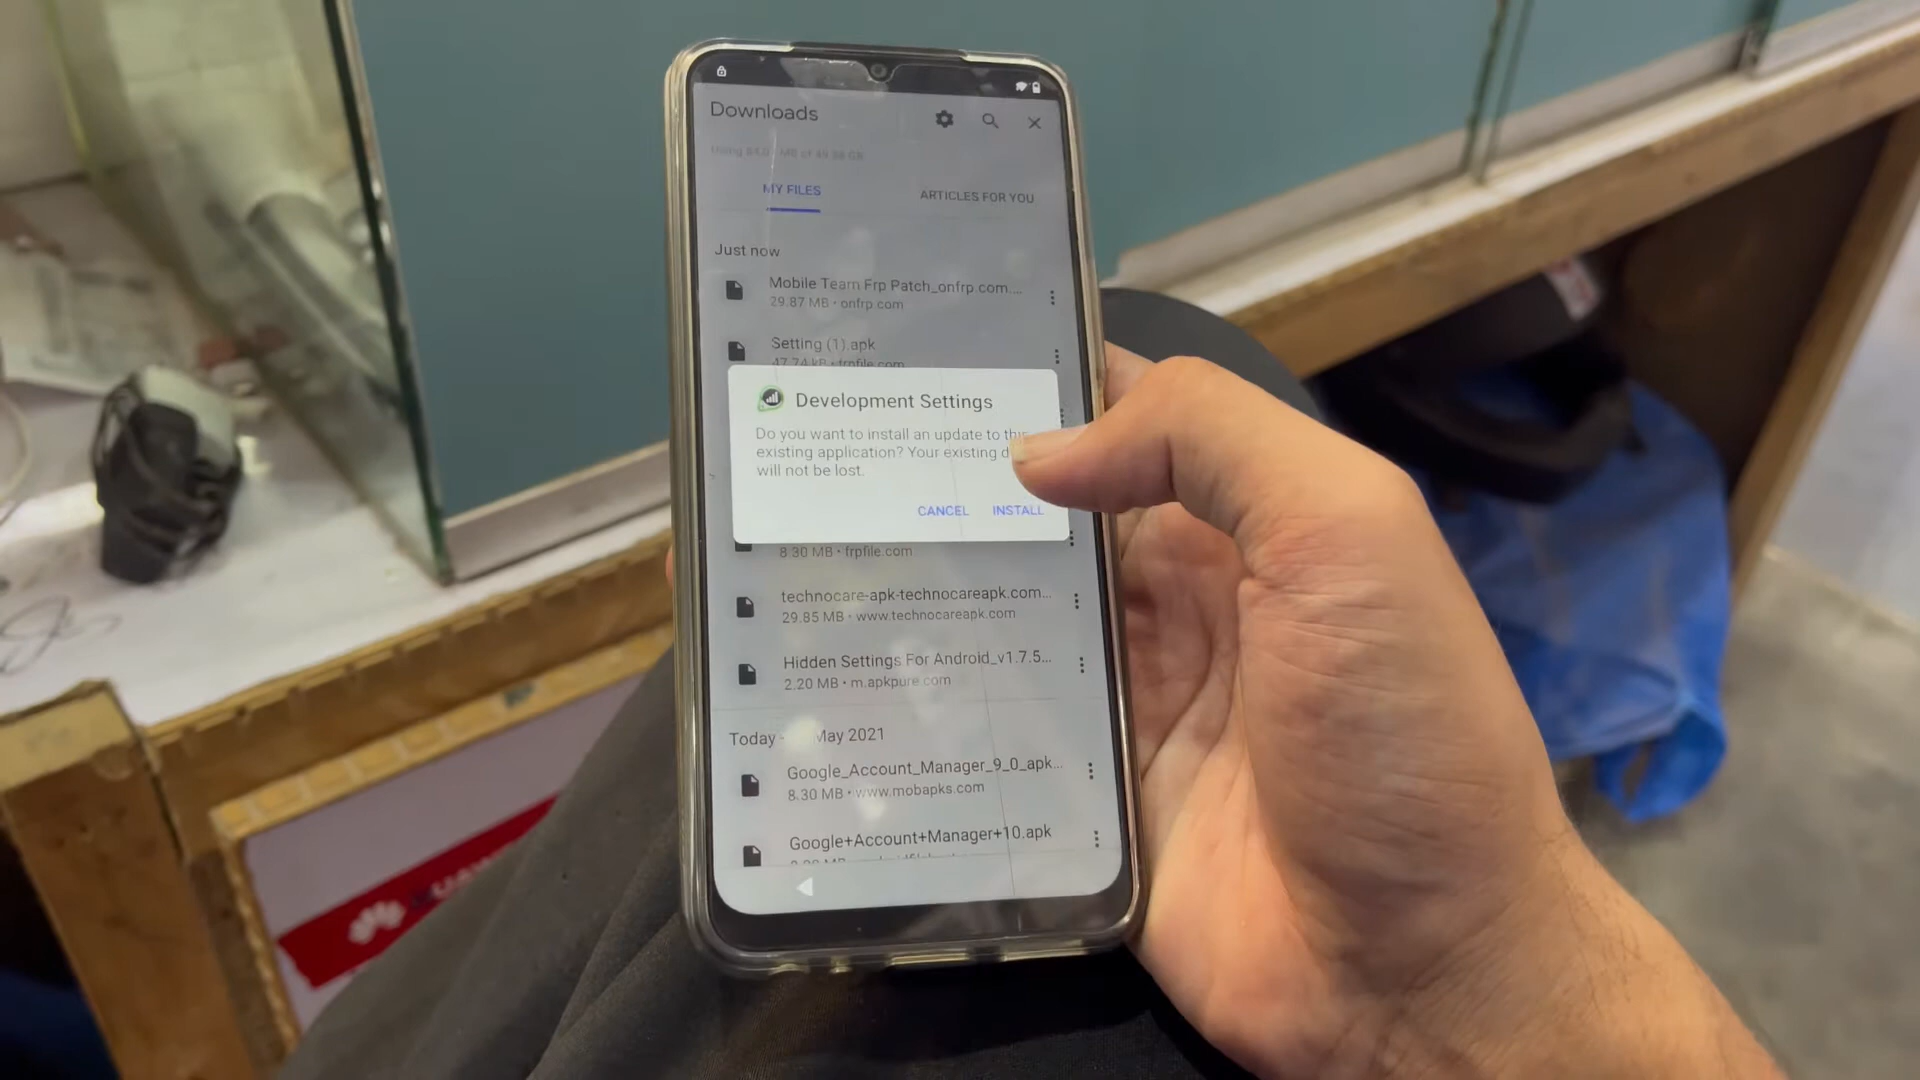 Downloads
MY FILES
ARTICLES FOR YOU
Just now
Mobile Team Frp Patch_onfrp.com....
29.87 MB • onfrp.com
Setting (1).apk
47.74 kB • frpfile.com
Development Settings
Do you want to install an update to this
existing application? Your existing d
will not be lost.
CANCEL INSTALL
8.30 MB • frpfile.com
technocare-apk-technocareapk.com...
29.85 MB • www.technocareapk.com
Hidden Settings For Android_v1.7.5...
2.20 MB • m.apkpure.com
Today - May 2021
Google_Account_Manager_9_0_apk...
8.30 MB • www.mobapks.com
Google+Account+Manager+10.apk